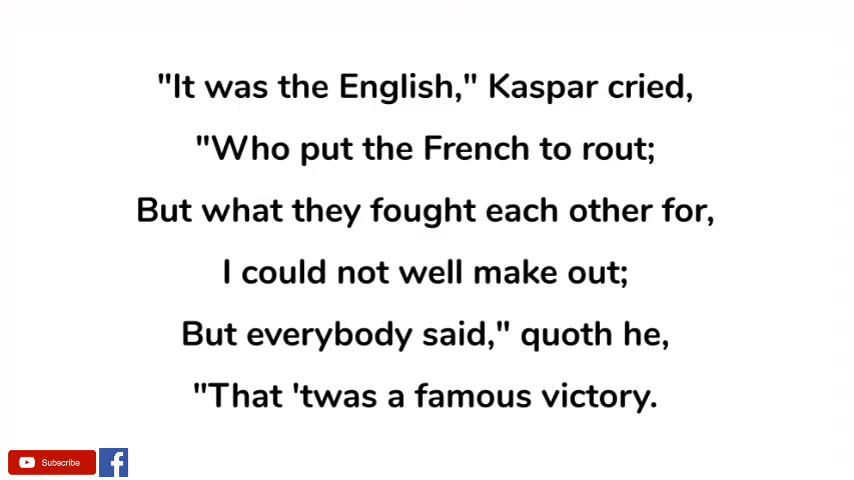 "It was the English," Kaspar cried,
"Who put the French to rout;
But what they fought each other for,
I could not well make out;
But everybody said," quoth he,
"That 'twas a famous victory.
Subscribe